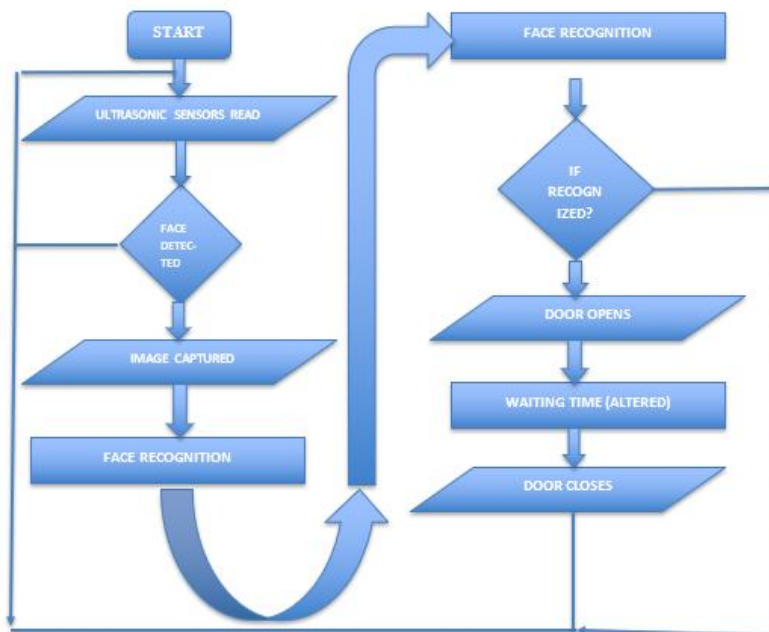 START
ULTRASONIC SENSORS READ
FACE
DETEC-
TED
IMAGE CAPTURED
FACE RECOGNITION
FACE RECOGNITION
IF
RECOGN
IZED?
DOOR OPENS
WAITING TIME (ALTERED)
DOOR CLOSES